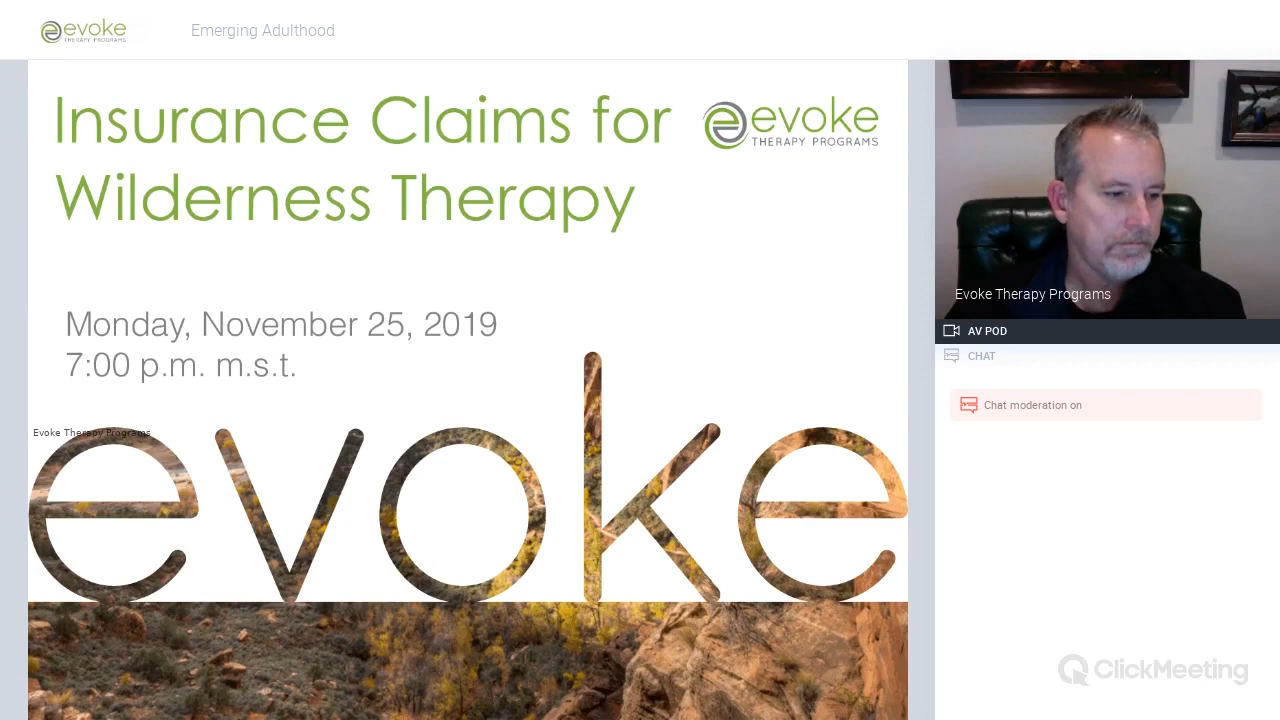 evoke
THERAPY PROGRAMS
Emerging Adulthood
Insurance Claims for
Wilderness Therapy
evoke
THERAPY PROGRAMS
Monday, November 25, 2019
7:00 p.m. m.s.t.
Evoke Therapy Programs
evoke
Evoke Therapy Programs
AV POD
CHAT
Chat moderation on
ClickMeeting